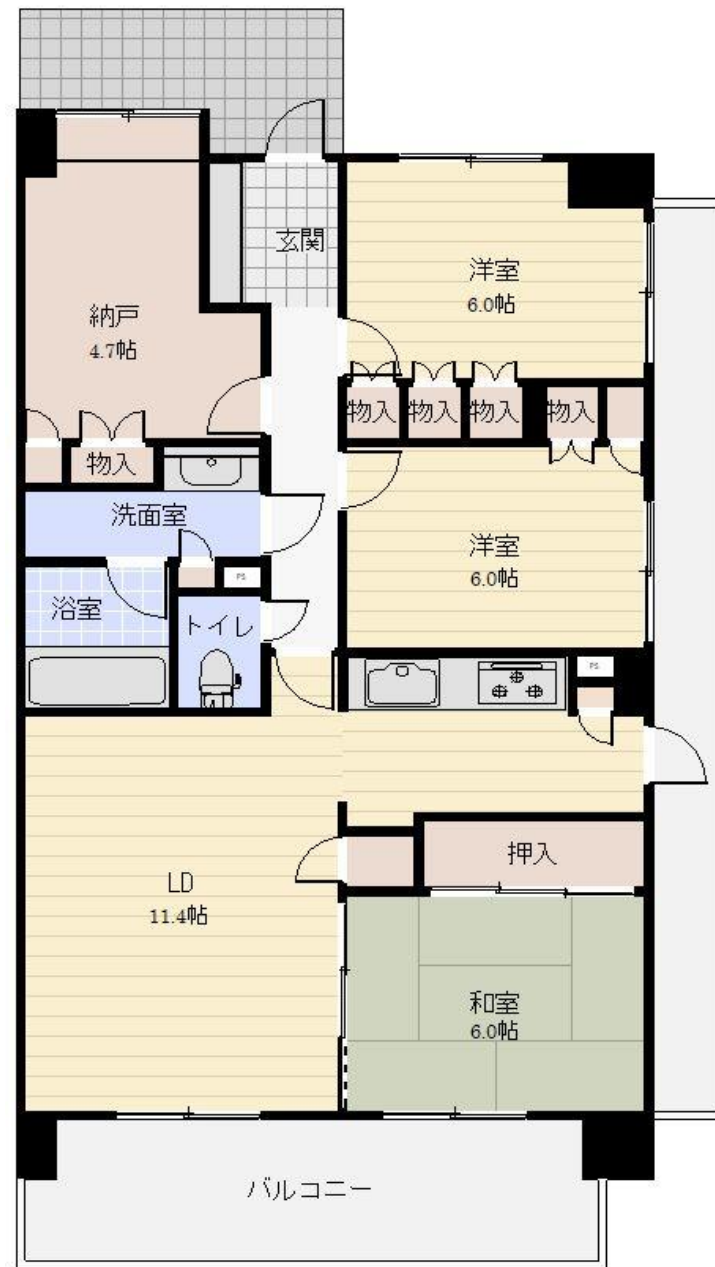 玄関
洋室
6.0帖
納戸
4.7帖
物入
物入
物入
物入
物入
洗面室
洋室
6.0帖
PS
浴室
トイレ
PS
押入
LD
11.4帖
和室
6.0帖
バルコニー